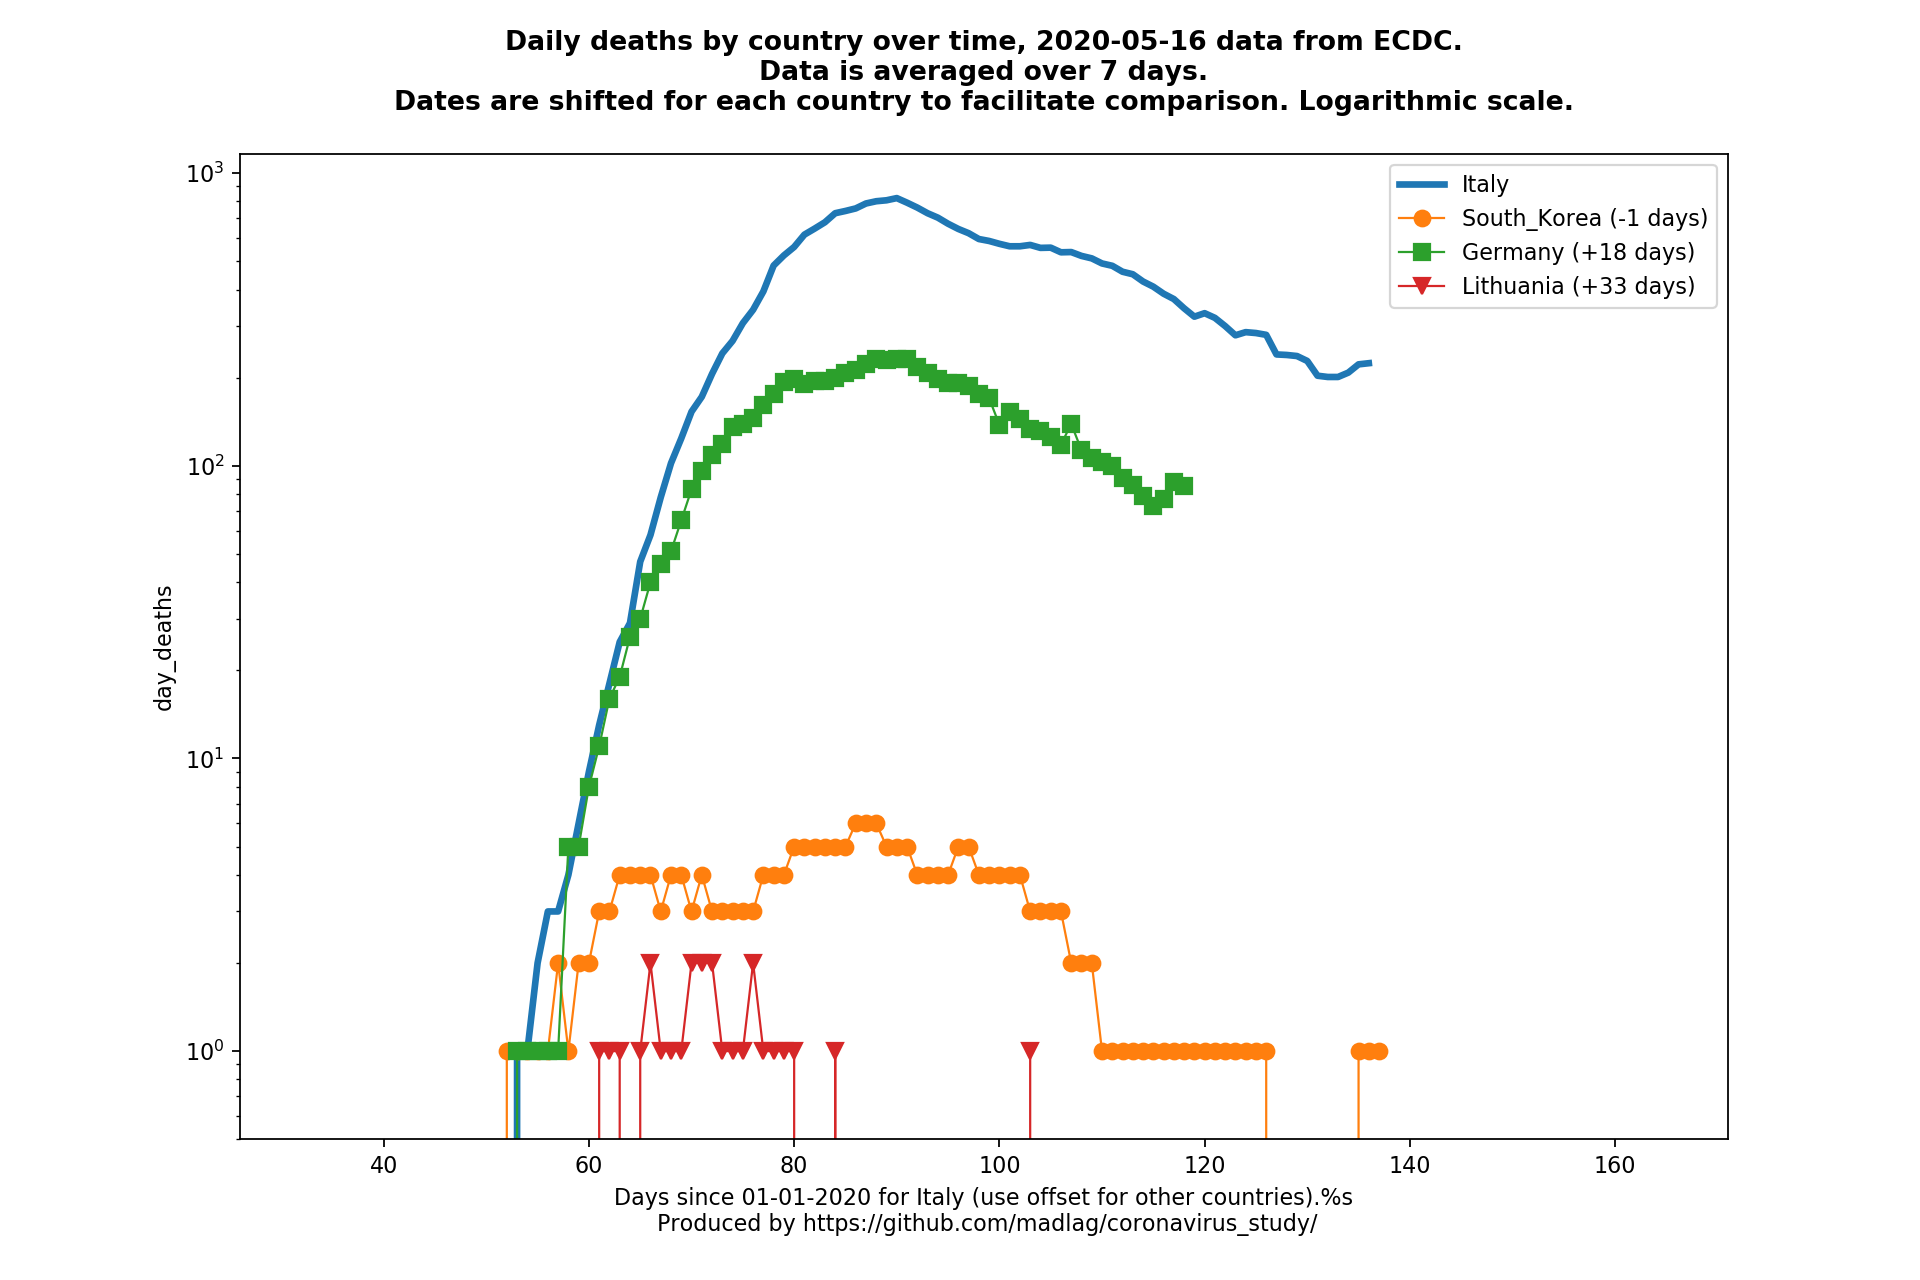 Daily deaths by country over time, 2020-05-16 data from ECDC.
Data is averaged over 7 days.
Dates are shifted for each country to facilitate comparison. Logarithmic scale.
Italy
South_Korea (-1 days)
Germany (+18 days)
Lithuania (+33 days)
day_deaths
10³
10²
10¹
10⁰
40 60 80 100 120 140 160
Days since 01-01-2020 for Italy (use offset for other countries).%s
Produced by https://github.com/madlag/coronavirus_study/